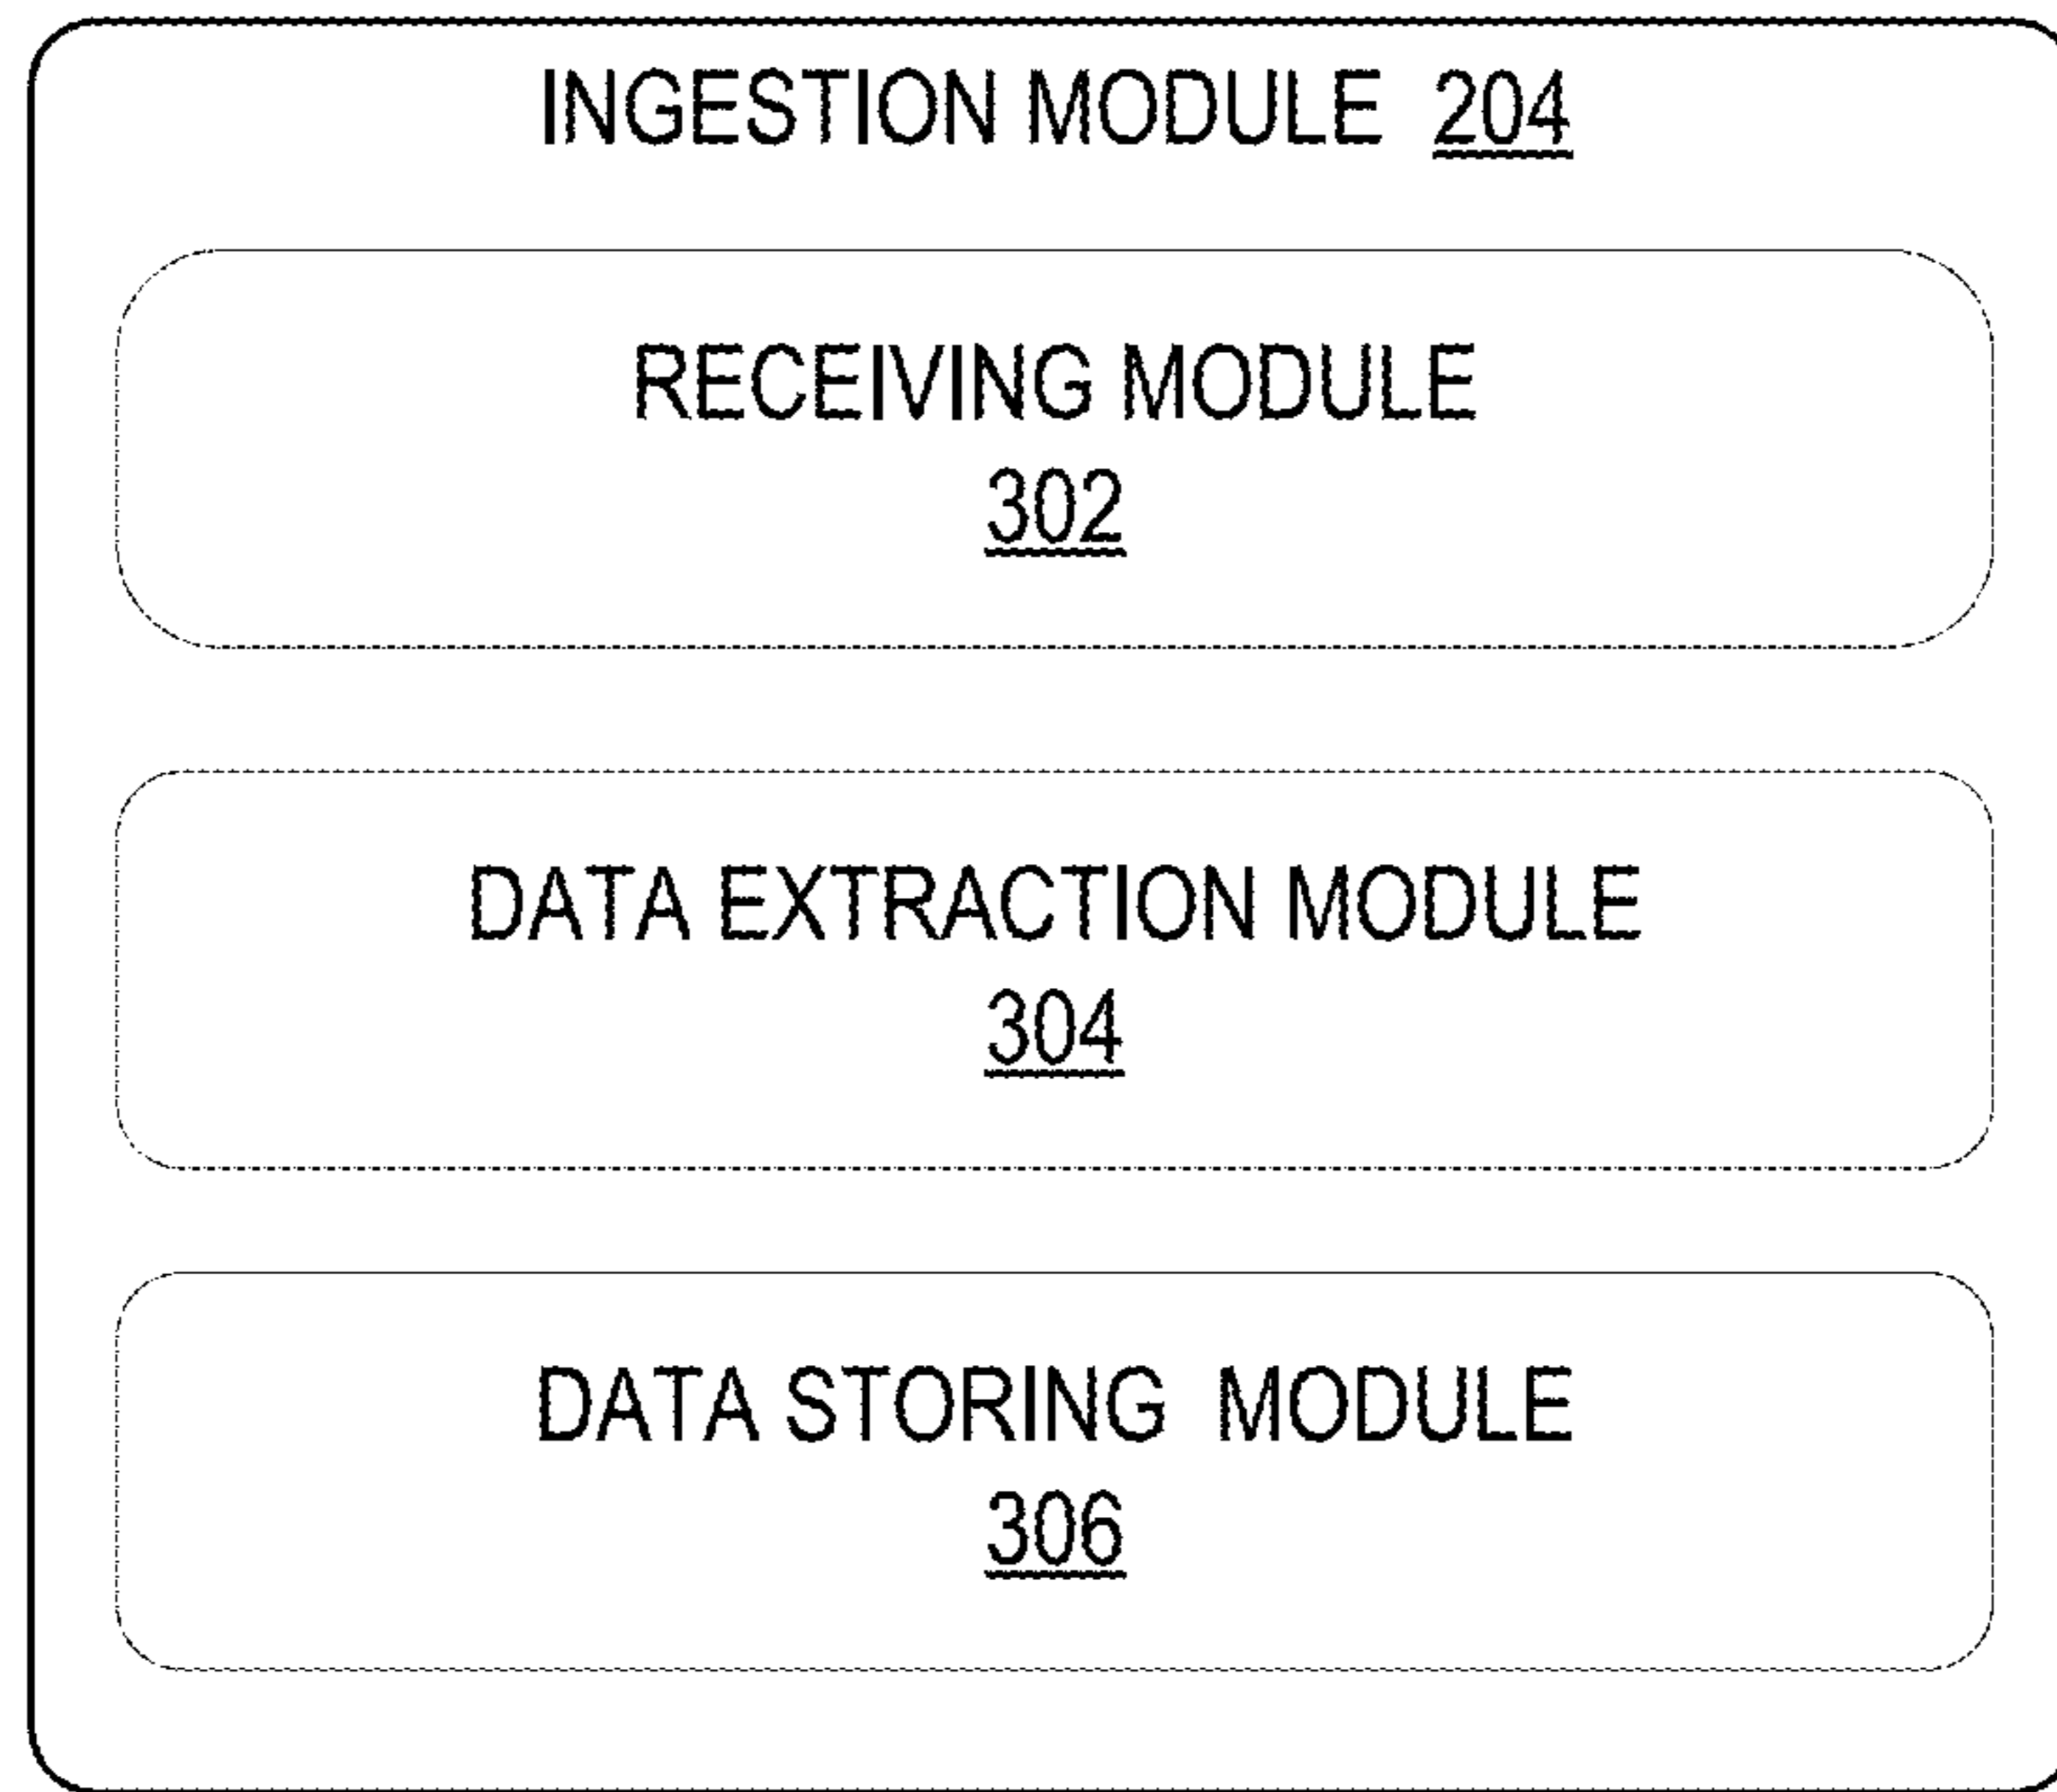 INGESTION MODULE 204
RECEIVING MODULE
302
DATA EXTRACTION MODULE
304
DATA STORING MODULE
306